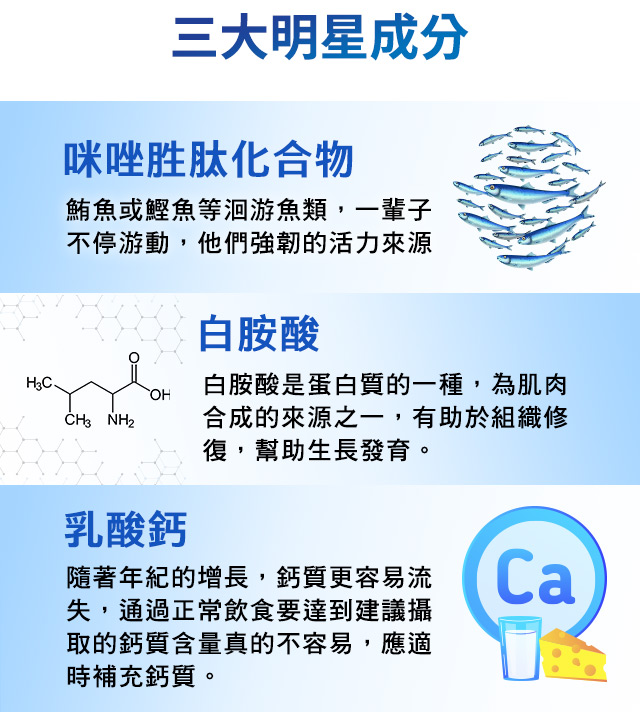 三大明星成分
咪唑胜肽化合物
鮪魚或鰹魚等洄游魚類，一輩子
不停游動，他們強韌的活力來源
白胺酸
O
H₃C
OH
CH₃ NH₂
白胺酸是蛋白質的一種，為肌肉
合成的來源之一，有助於組織修
復，幫助生長發育。
乳酸鈣
隨著年紀的增長，鈣質更容易流
失，通過正常飲食要達到建議攝
取的鈣質含量真的不容易，應適
時補充鈣質。
Ca